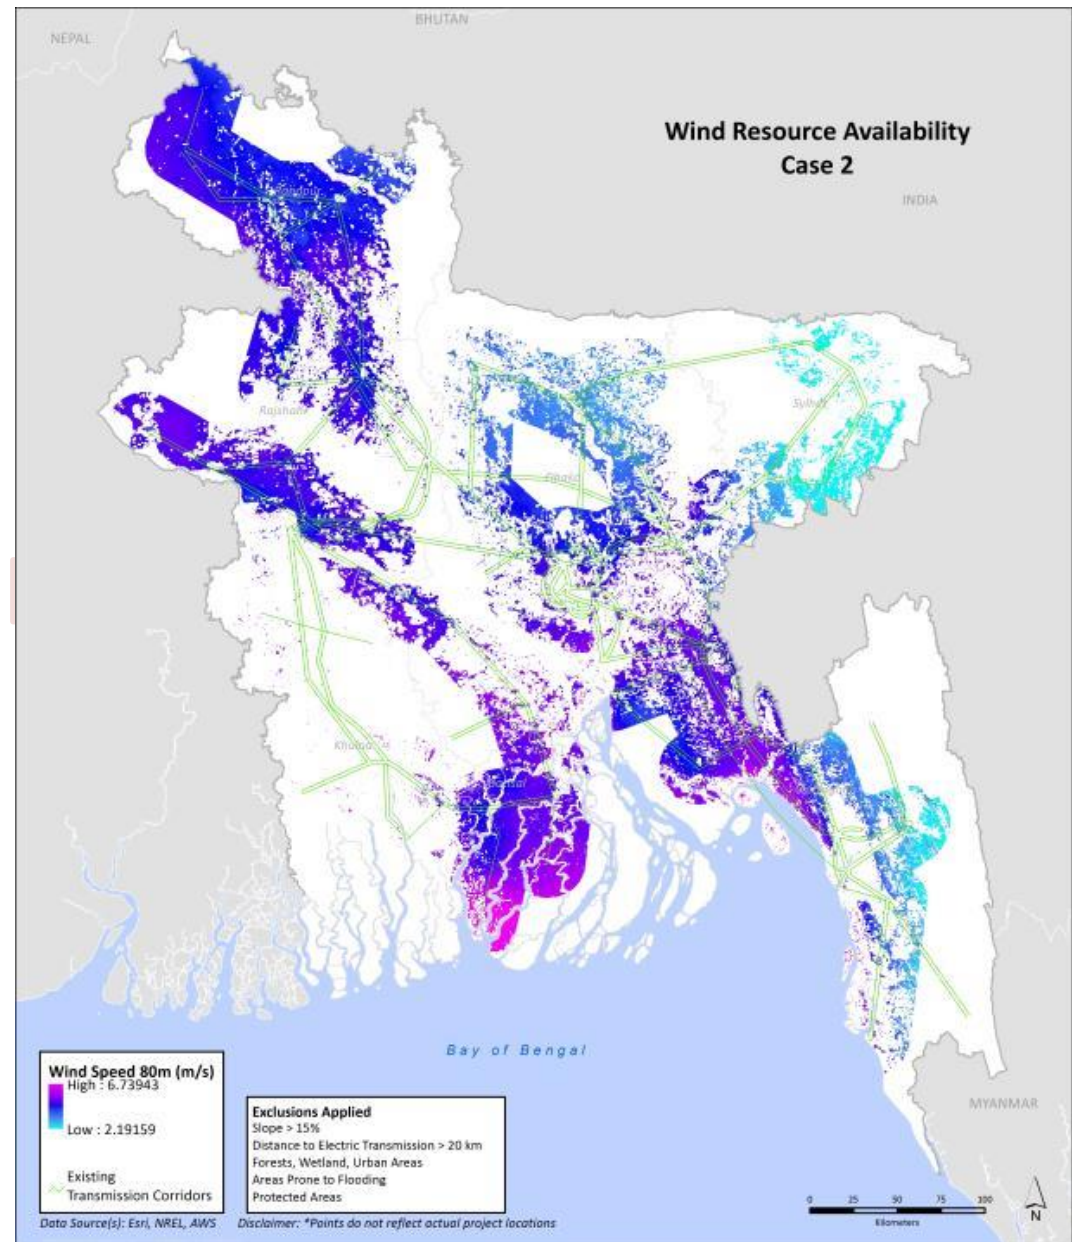 BHUTAN
NEPAL
Wind Resource Availability
Case 2
INDIA
Rajshahi
Sylhet
Dhaka
Khulna
Bay of Bengal
Wind Speed 80m (m/s)
High : 6.73943
Low : 2.19159
Existing
Transmission Corridors
Exclusions Applied
Slope > 15%
Distance to Electric Transmission > 20 km
Forests, Wetland, Urban Areas
Areas Prone to Flooding
Protected Areas
MYANMAR
0 25 50 75 100
Kilometers
N
Data Source(s): Esri, NREL, AWS Disclaimer: *Points do not reflect actual project locations